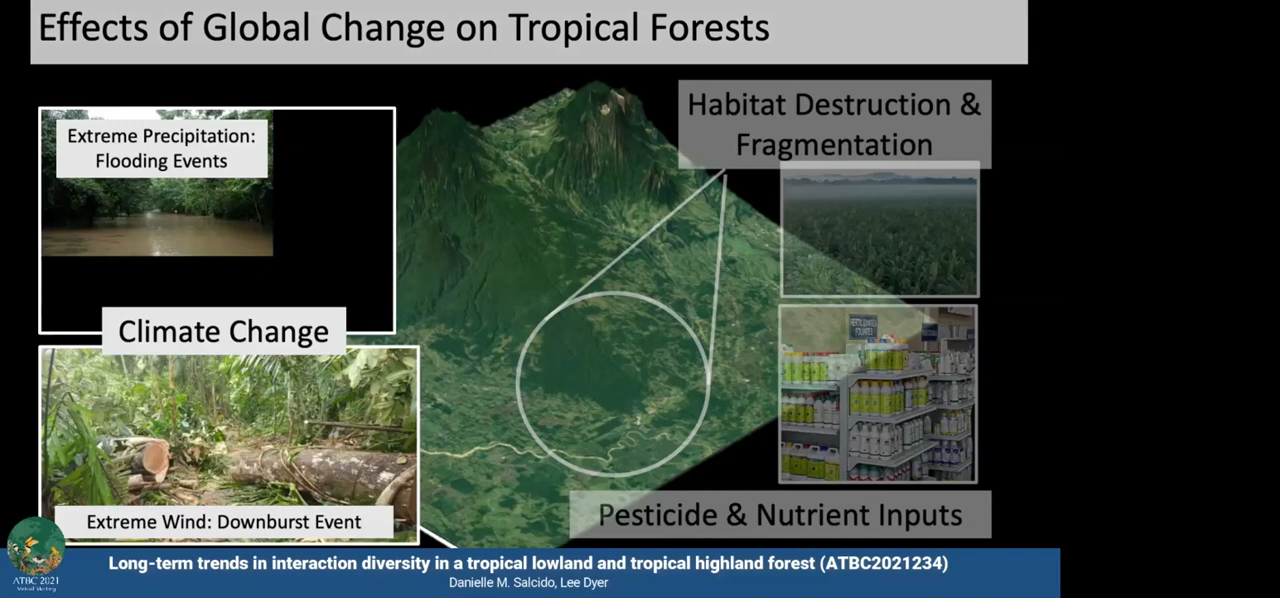 Effects of Global Change on Tropical Forests
Extreme Precipitation:
Flooding Events
Climate Change
Extreme Wind: Downburst Event
Habitat Destruction &
Fragmentation
Pesticide & Nutrient Inputs
ATBC 2021
Virtual Meeting
Long-term trends in interaction diversity in a tropical lowland and tropical highland forest (ATBC2021234)
Danielle M. Salcido, Lee Dyer